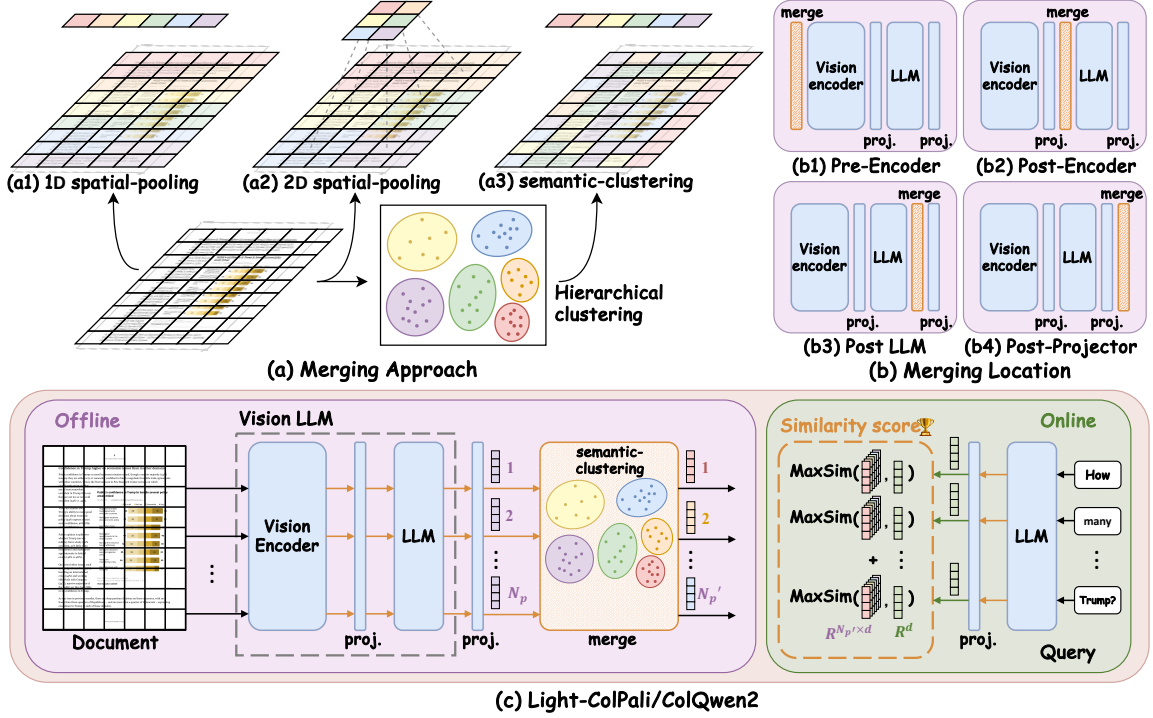 (a1) 1D spatial-pooling
(a2) 2D spatial-pooling
(a3) semantic-clustering
Hierarchical
clustering
(a) Merging Approach
merge
Vision
encoder
LLM
proj.
proj.
(b1) Pre-Encoder
merge
Vision
encoder
LLM
proj.
proj.
(b2) Post-Encoder
merge
Vision
encoder
LLM
proj.
proj.
(b3) Post LLM
merge
Vision
encoder
LLM
proj.
proj.
(b4) Post-Projector
(b) Merging Location
Offline
Vision LLM
Document
Vision
Encoder
proj.
LLM
proj.
1
2
Np
semantic-
clustering
merge
1
2
Np'
Similarity score
Online
MaxSim( , )
MaxSim( , )
+
MaxSim( , )
R^{Np'×d}
R^d
proj.
LLM
How
many
Trump?
Query
(c) Light-ColPali/ColQwen2